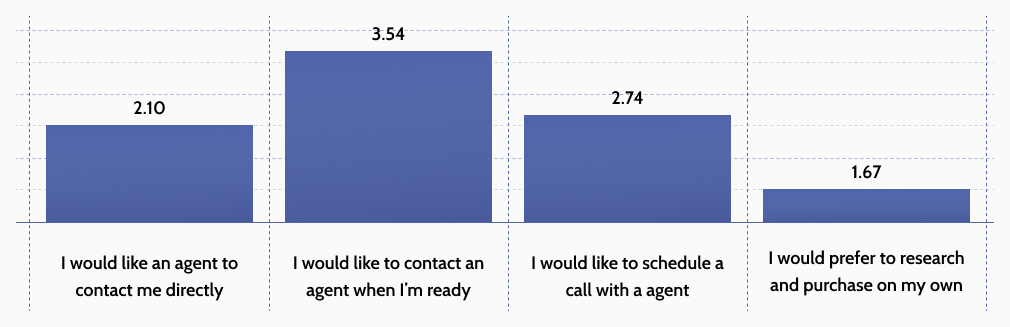 2.10
3.54
2.74
1.67
I would like an agent to
contact me directly
I would like to contact an
agent when I'm ready
I would like to schedule a
call with a agent
I would prefer to research
and purchase on my own